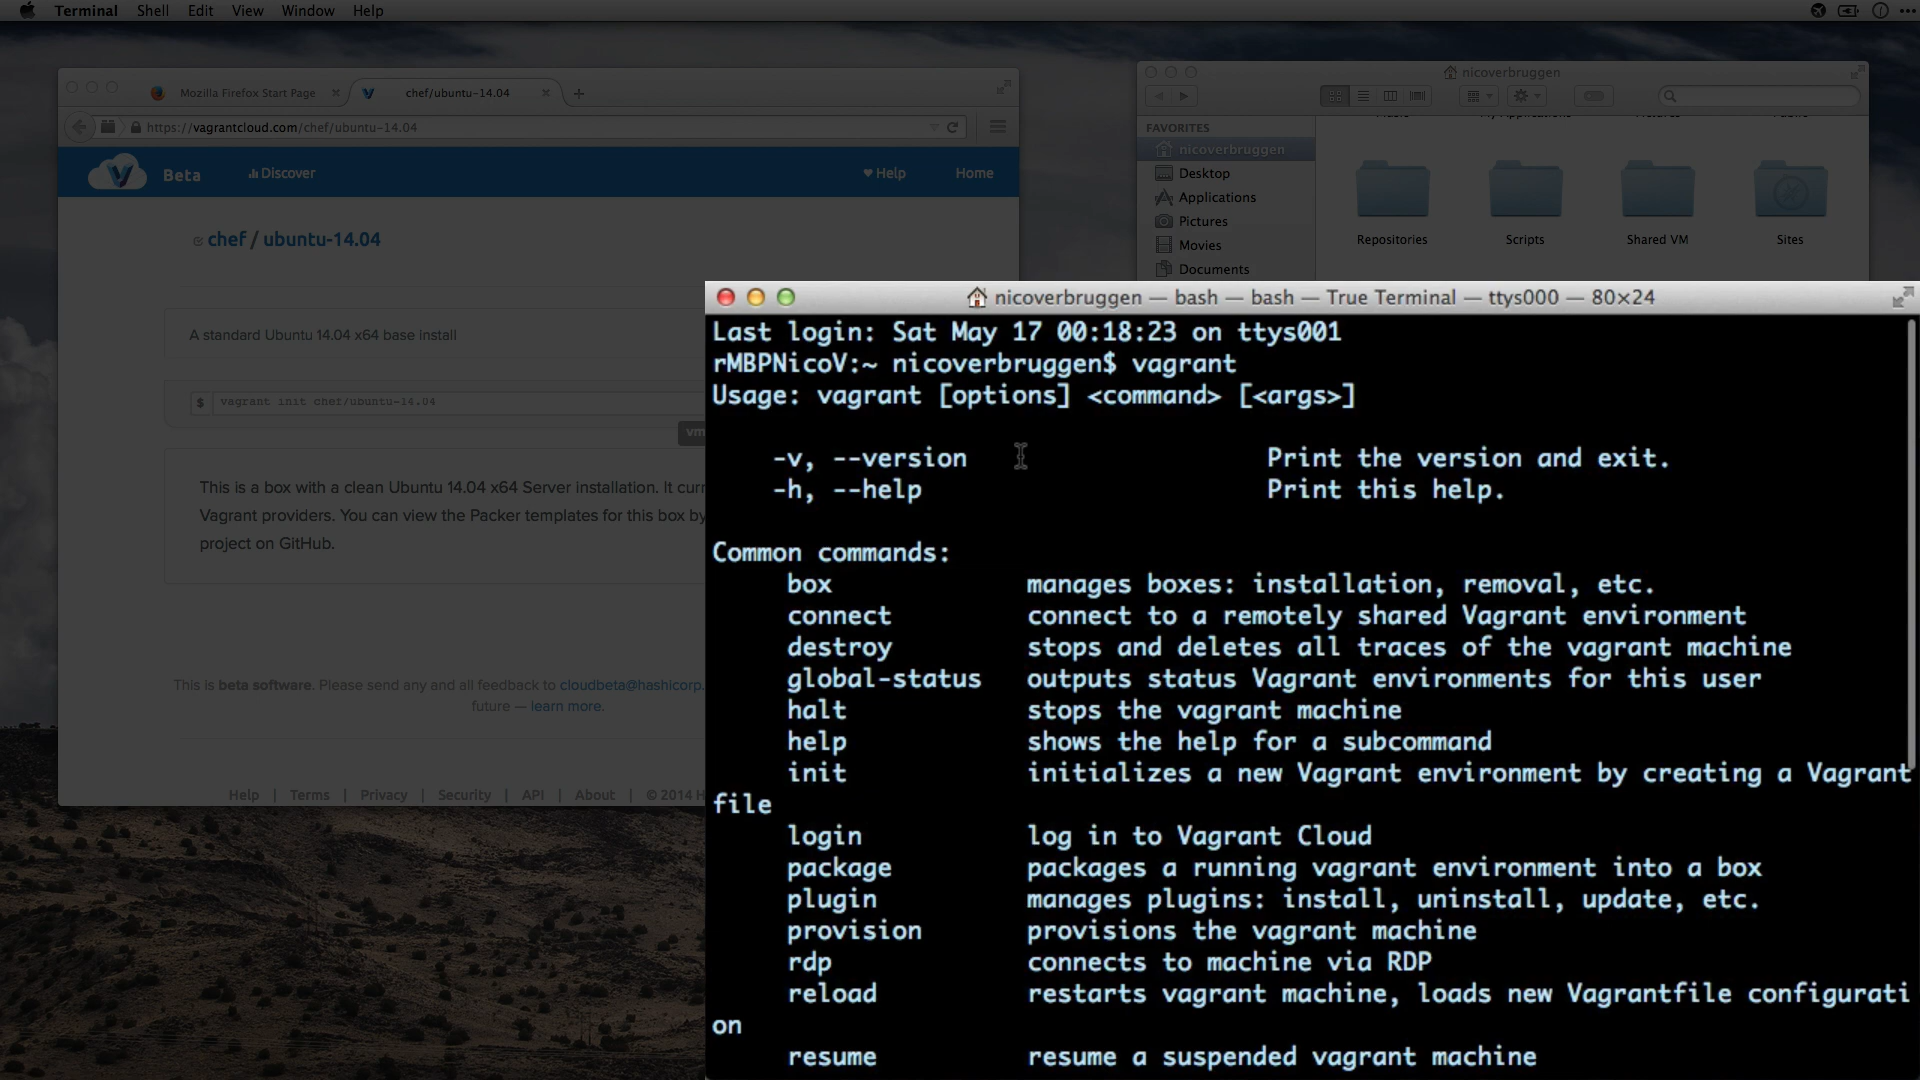 Terminal Shell Edit View Window Help
Mozilla Firefox Start Page
chef/ubuntu-14.04
https://vagrantcloud.com/chef/ubuntu-14.04
Beta
Discover
Help
Home
chef / ubuntu-14.04
A standard Ubuntu 14.04 x64 base install
$ vagrant init chef/ubuntu-14.04
vm
This is a box with a clean Ubuntu 14.04 x64 Server installation. It curr
Vagrant providers. You can view the Packer templates for this box by
project on GitHub.
This is beta software. Please send any and all feedback to cloudbeta@hashicorp.
future — learn more.
Help | Terms | Privacy | Security | API | About | © 2014 H
nicoverbruggen
FAVORITES
nicoverbruggen
Desktop
Applications
Pictures
Movies
Documents
Repositories
Scripts
Shared VM
Sites
nicoverbruggen — bash — bash — True Terminal — ttys000 — 80×24
Last login: Sat May 17 00:18:23 on ttys001
rMBPNicoV:~ nicoverbruggen$ vagrant
Usage: vagrant [options] <command> [<args>]
-v, --version Print the version and exit.
-h, --help Print this help.
Common commands:
box manages boxes: installation, removal, etc.
connect connect to a remotely shared Vagrant environment
destroy stops and deletes all traces of the vagrant machine
global-status outputs status Vagrant environments for this user
halt stops the vagrant machine
help shows the help for a subcommand
init initializes a new Vagrant environment by creating a Vagrant
file
login log in to Vagrant Cloud
package packages a running vagrant environment into a box
plugin manages plugins: install, uninstall, update, etc.
provision provisions the vagrant machine
rdp connects to machine via RDP
reload restarts vagrant machine, loads new Vagrantfile configurati
on
resume resume a suspended vagrant machine